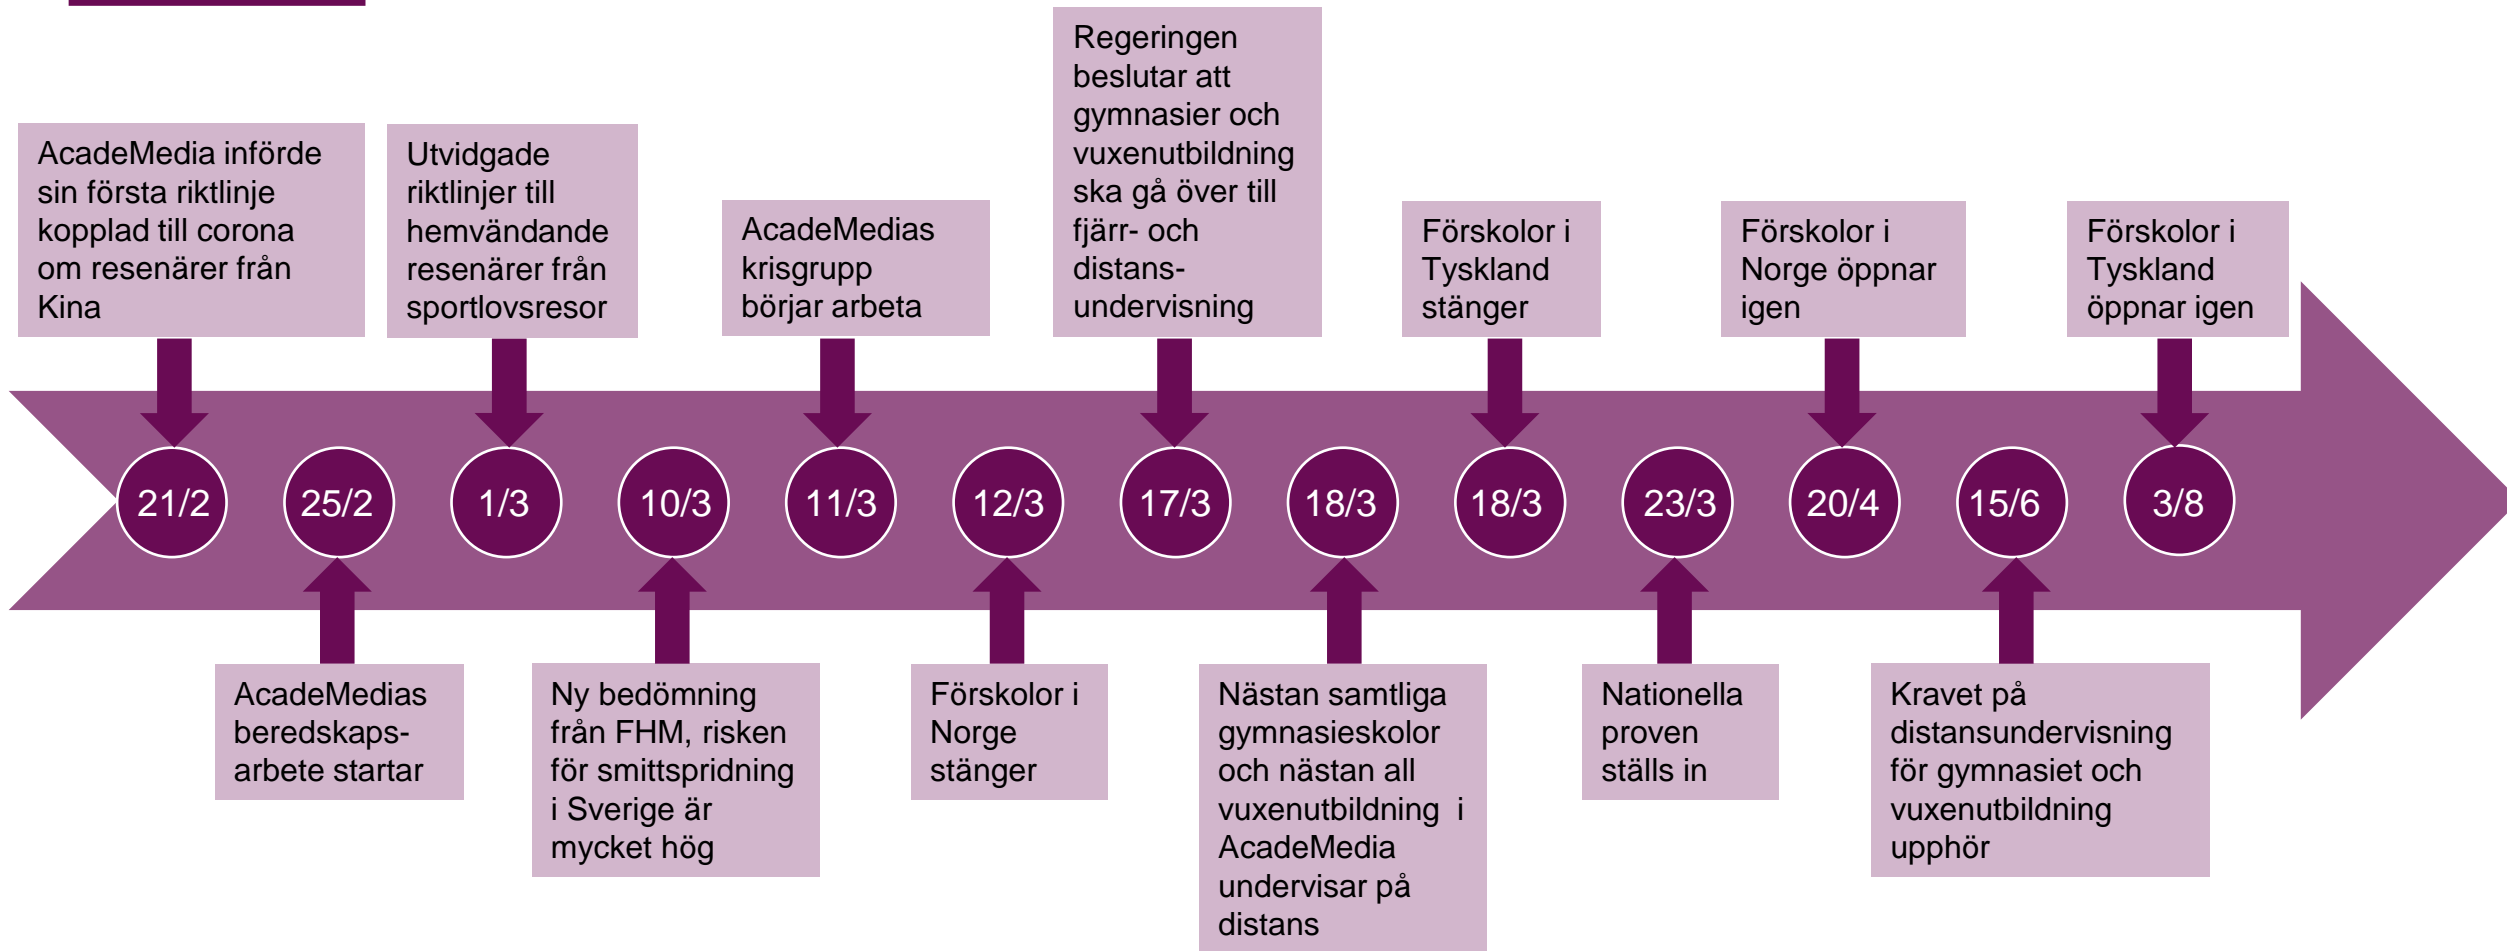 Regeringen
beslutar att
gymnasier och
vuxenutbildning
ska gå över till
fjärr- och
distans-
undervisning
AcadeMedia införde
sin första riktlinje
kopplad till corona
om resenärer från
Kina
Utvidgade
riktlinjer till
hemvändande
resenärer från
sportlovsresor
AcadeMedias
krisgrupp
börjar arbeta
Förskolor i
Tyskland
stänger
Förskolor i
Norge öppnar
igen
Förskolor i
Tyskland
öppnar igen
21/2
25/2
1/3
10/3
11/3
12/3
17/3
18/3
18/3
23/3
20/4
15/6
3/8
AcadeMedias
beredskaps-
arbete startar
Ny bedömning
från FHM, risken
för smittspridning
i Sverige är
mycket hög
Förskolor i
Norge
stänger
Nästan samtliga
gymnasieskolor
och nästan all
vuxenutbildning i
AcadeMedia
undervisar på
distans
Nationella
proven
ställs in
Kravet på
distansundervisning
för gymnasiet och
vuxenutbildning
upphör